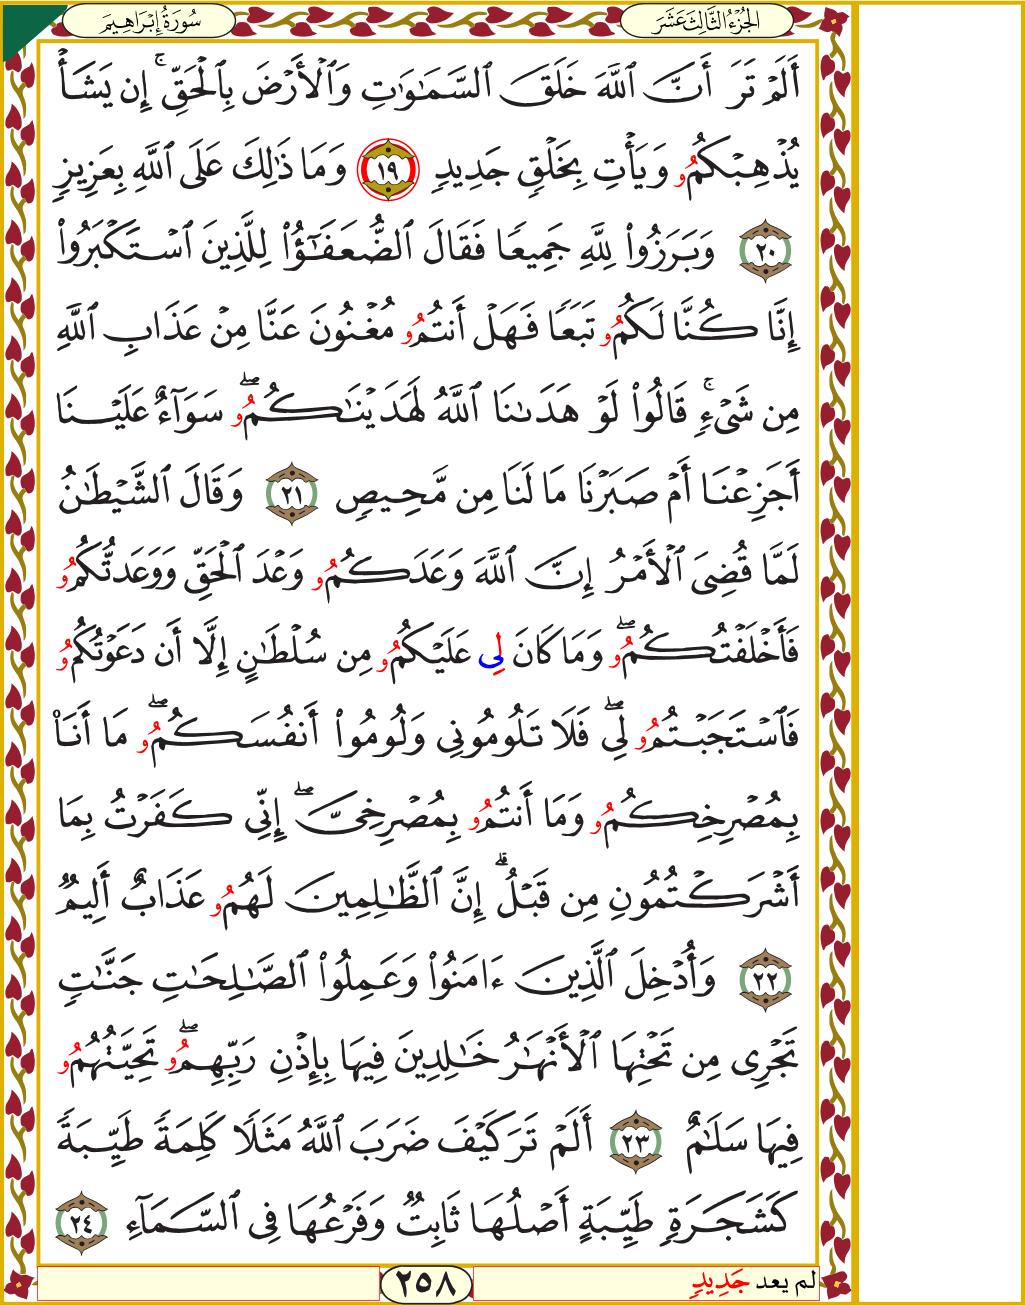 سُورَةُ إِبْرَاهِيمَ
الجُزْءُ الثَّالِثَ عَشَرَ
أَلَمْ تَرَ أَنَّ ٱللَّهَ خَلَقَ ٱلسَّمَٰوَٰتِ وَٱلْأَرْضَ بِٱلْحَقِّۚ إِن يَشَأْ
يُذْهِبْكُمُۥ وَيَأْتِ بِخَلْقٖ جَدِيدٖ ١٩ وَمَا ذَٰلِكَ عَلَى ٱللَّهِ بِعَزِيزٖ
٢٠ وَبَرَزُوا۟ لِلَّهِ جَمِيعٗا فَقَالَ ٱلضُّعَفَٰٓؤُا۟ لِلَّذِينَ ٱسْتَكْبَرُوٓا۟
إِنَّا كُنَّا لَكُمُۥ تَبَعٗا فَهَلْ أَنتُمُۥ مُغْنُونَ عَنَّا مِنْ عَذَابِ ٱللَّهِ
مِن شَىْءٖۚ قَالُوا۟ لَوْ هَدَىٰنَا ٱللَّهُ لَهَدَيْنَٰكُمُۥۖ سَوَآءٌ عَلَيْنَا
أَجَزِعْنَا أَمْ صَبَرْنَا مَا لَنَا مِن مَّحِيصٖ ٢١ وَقَالَ ٱلشَّيْطَٰنُ
لَمَّا قُضِىَ ٱلْأَمْرُ إِنَّ ٱللَّهَ وَعَدَكُمُۥ وَعْدَ ٱلْحَقِّ وَوَعَدتُّكُمُۥ
فَأَخْلَفْتُكُمُۥۖ وَمَا كَانَ لِى عَلَيْكُمُۥ مِن سُلْطَٰنٍ إِلَّا أَن دَعَوْتُكُمُۥ
فَٱسْتَجَبْتُمُۥ لِىۖ فَلَا تَلُومُونِى وَلُومُوا۟ أَنفُسَكُمُۥۖ مَا أَنَا۠
بِمُصْرِخِكُمُۥ وَمَا أَنتُمُۥ بِمُصْرِخِىَّۖ إِنِّى كَفَرْتُ بِمَا
أَشْرَكْتُمُونِ مِن قَبْلُۗ إِنَّ ٱلظَّٰلِمِينَ لَهُمُۥ عَذَابٌ أَلِيمٞ
٢٢ وَأُدْخِلَ ٱلَّذِينَ ءَامَنُوا۟ وَعَمِلُوا۟ ٱلصَّٰلِحَٰتِ جَنَّٰتٖ
تَجْرِى مِن تَحْتِهَا ٱلْأَنْهَٰرُ خَٰلِدِينَ فِيهَا بِإِذْنِ رَبِّهِمُۥۖ تَحِيَّتُهُمُۥ
فِيهَا سَلَٰمٌ ٢٣ أَلَمْ تَرَ كَيْفَ ضَرَبَ ٱللَّهُ مَثَلٗا كَلِمَةٗ طَيِّبَةٗ
كَشَجَرَةٖ طَيِّبَةٍ أَصْلُهَا ثَابِتٞ وَفَرْعُهَا فِى ٱلسَّمَآءِ ٢٤
لم يعد جَدِيدٖ
٢٥٨